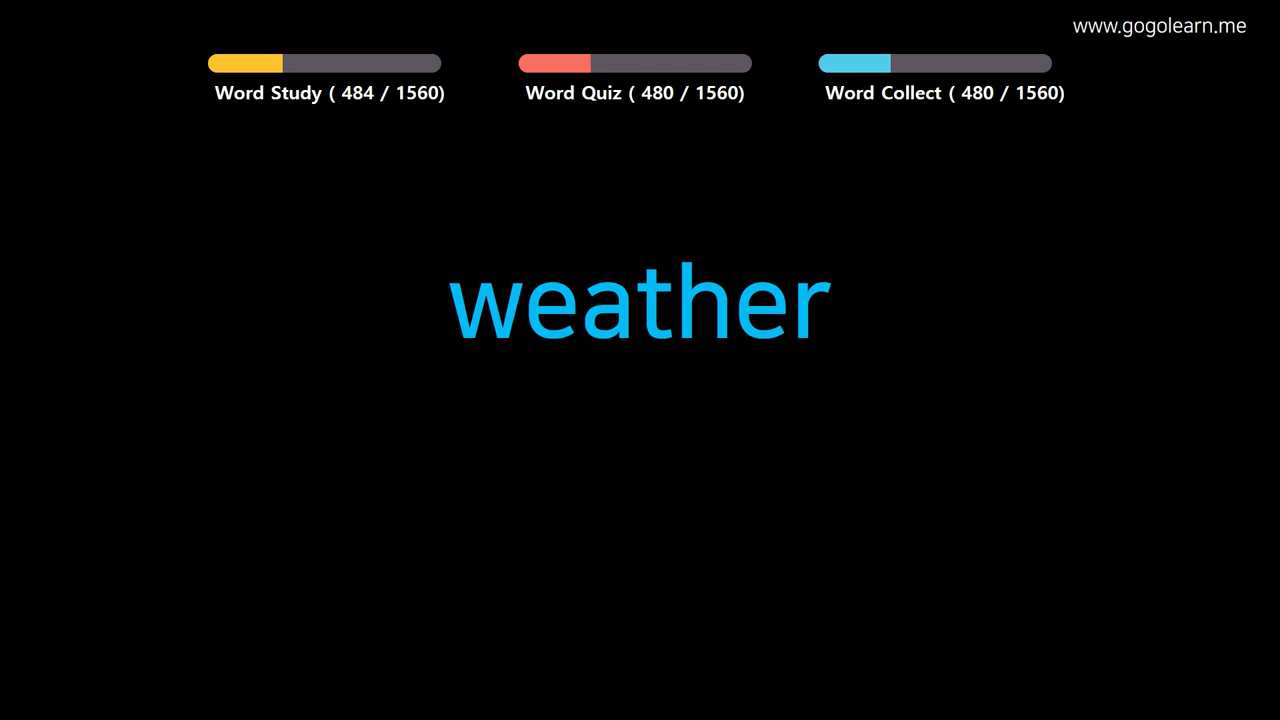 www.gogolearn.me
Word Study ( 484 / 1560)
Word Quiz ( 480 / 1560)
Word Collect ( 480 / 1560)
weather